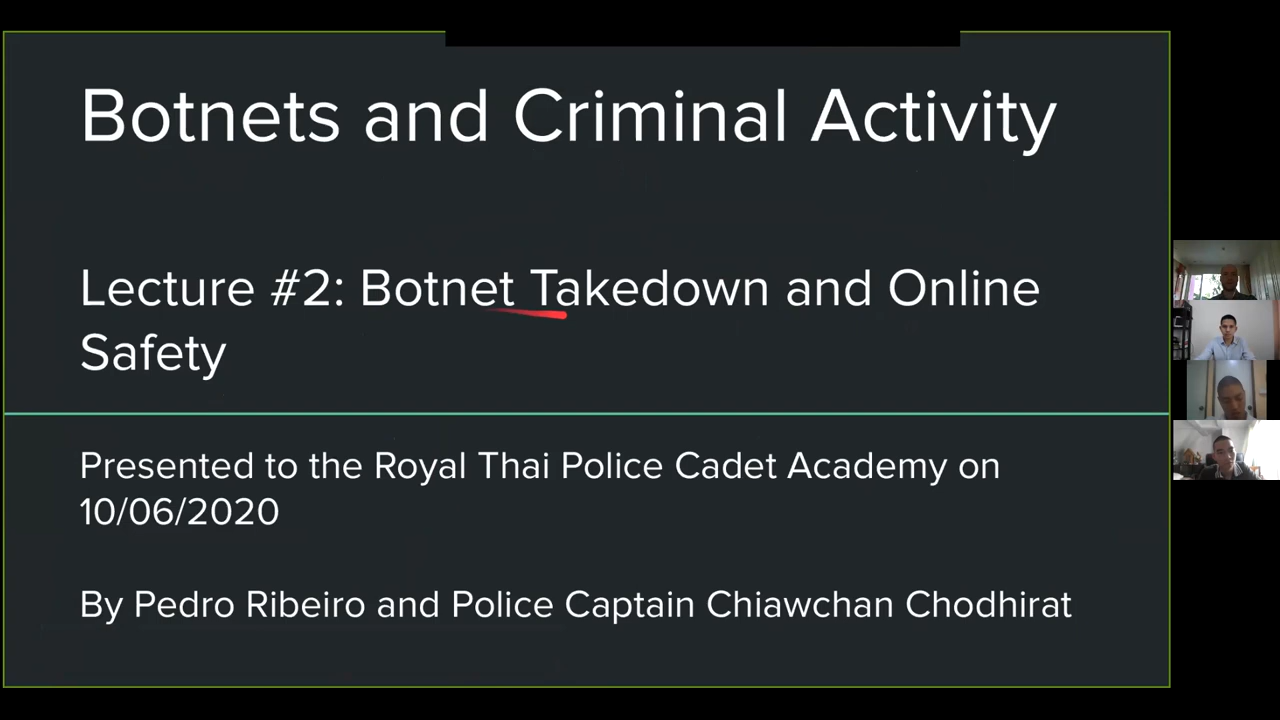 Botnets and Criminal Activity
Lecture #2: Botnet Takedown and Online
Safety
Presented to the Royal Thai Police Cadet Academy on
10/06/2020
By Pedro Ribeiro and Police Captain Chiawchan Chodhirat